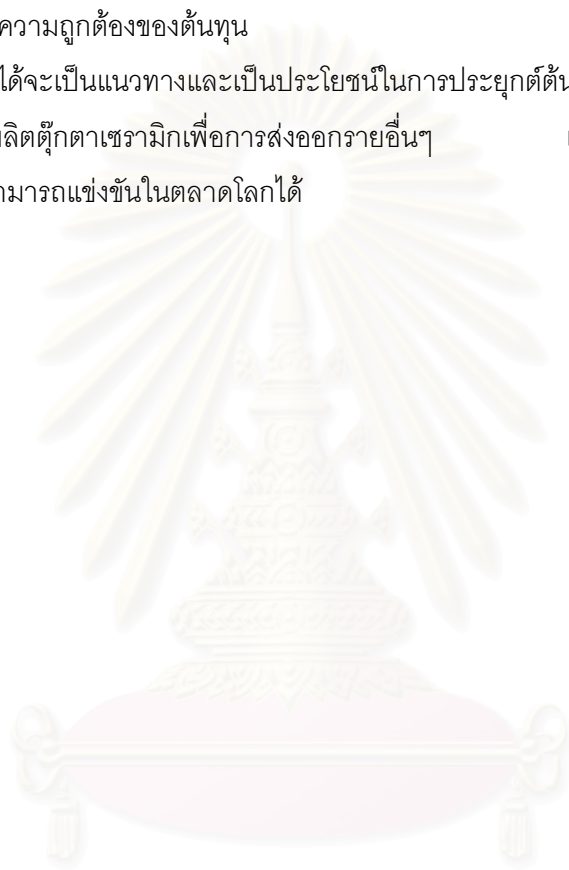 ความถูกต้องของต้นทุน
ได้จะเป็นแนวทางและเป็นประโยชน์ในการประยุกต์ต้น
ลิตตุ๊กตาเซรามิกเพื่อการส่งออกรายอื่นๆ
ามารถแข่งขันในตลาดโลกได้